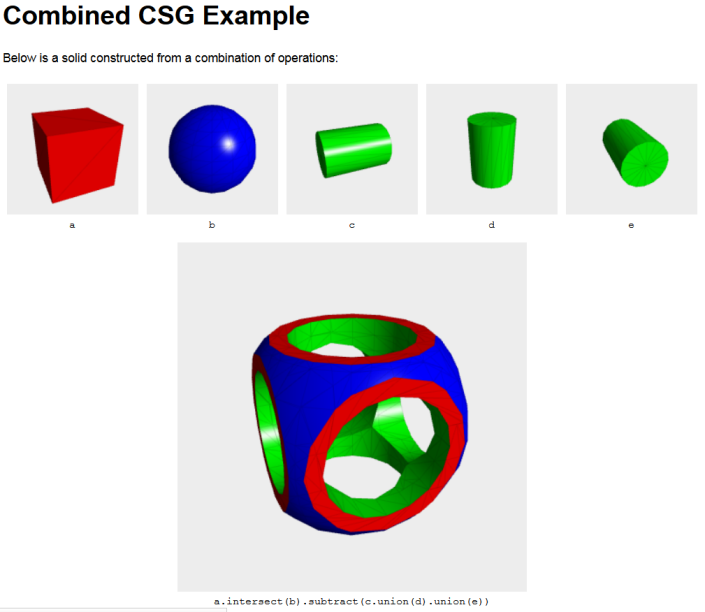 Combined CSG Example
Below is a solid constructed from a combination of operations:
a b c d e
a.intersect(b).subtract(c.union(d).union(e))